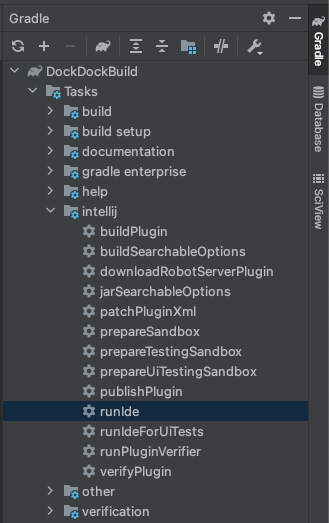 Gradle
DockDockBuild
Tasks
build
build setup
documentation
gradle enterprise
help
intellij
buildPlugin
buildSearchableOptions
downloadRobotServerPlugin
jarSearchableOptions
patchPluginXml
prepareSandbox
prepareTestingSandbox
prepareUiTestingSandbox
publishPlugin
runIde
runIdeForUiTests
runPluginVerifier
verifyPlugin
other
verification
Gradle
Database
SciView